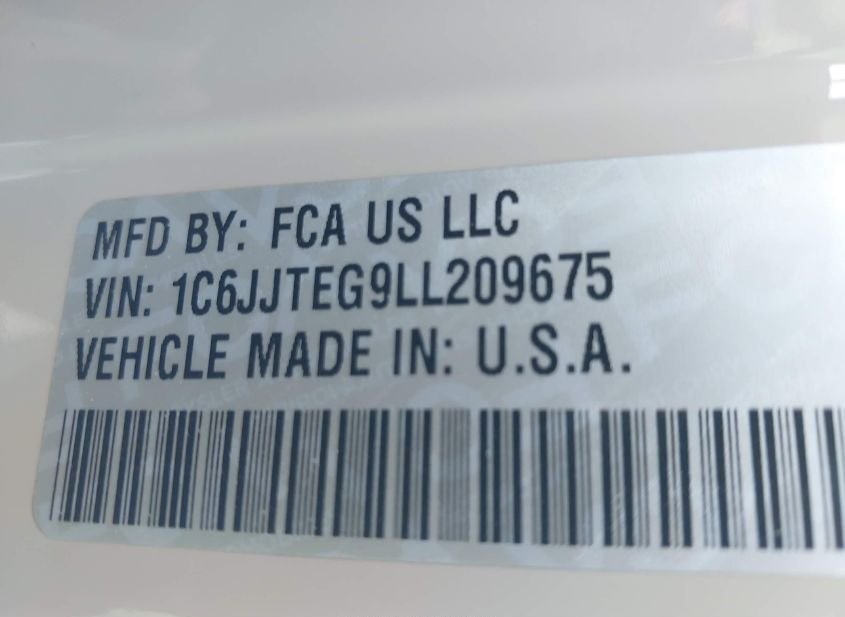 MFD BY: FCA US LLC
VIN: 1C6JJTEG9LL209675
VEHICLE MADE IN: U.S.A.